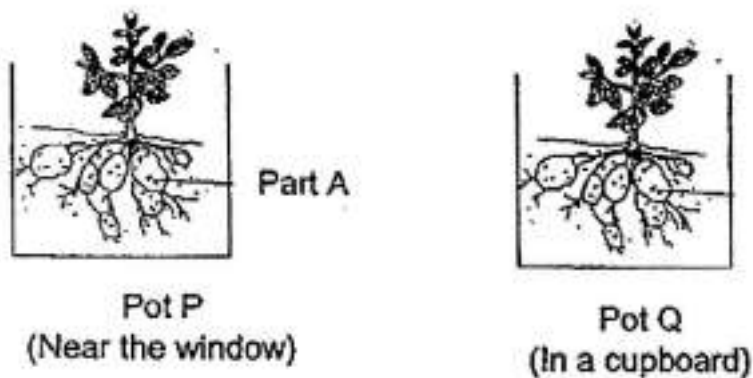 Part A
Pot P
(Near the window)
Pot Q
(In a cupboard)